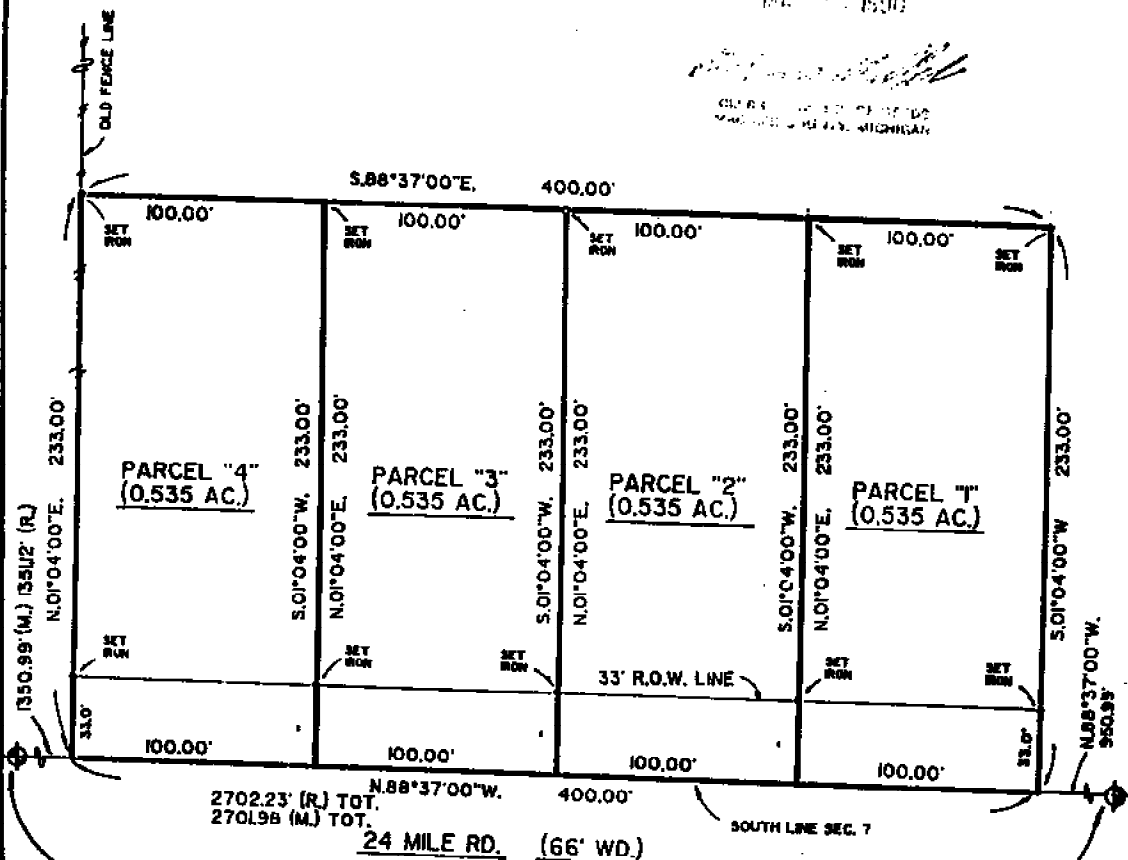 1990
MICHIGAN
OLD FENCE LINE
S.88°37'00"E. 400.00'
100.00' 100.00' 100.00' 100.00'
SET IRON
SET IRON
SET IRON
SET IRON
SET IRON
N.01°04'00"E. 233.00'
S.01°04'00"W. 233.00'
N.01°04'00"E. 233.00'
S.01°04'00"W. 233.00'
N.01°04'00"E. 233.00'
S.01°04'00"W. 233.00'
N.01°04'00"E. 233.00'
S.01°04'00"W 233.00'
PARCEL "4"
(0.535 AC.)
PARCEL "3"
(0.535 AC.)
PARCEL "2"
(0.535 AC.)
PARCEL "1"
(0.535 AC.)
1350.99' (M.) 1351.12' (R.)
SET IRON
SET IRON
SET IRON
SET IRON
SET IRON
33' R.O.W. LINE
33.0'
33.0'
N.88°37'00"W.
950.99'
100.00' 100.00' 100.00' 100.00'
N.88°37'00"W. 400.00'
2702.23' (R.) TOT.
2701.98 (M.) TOT.
SOUTH LINE SEC. 7
24 MILE RD. (66' WD.)